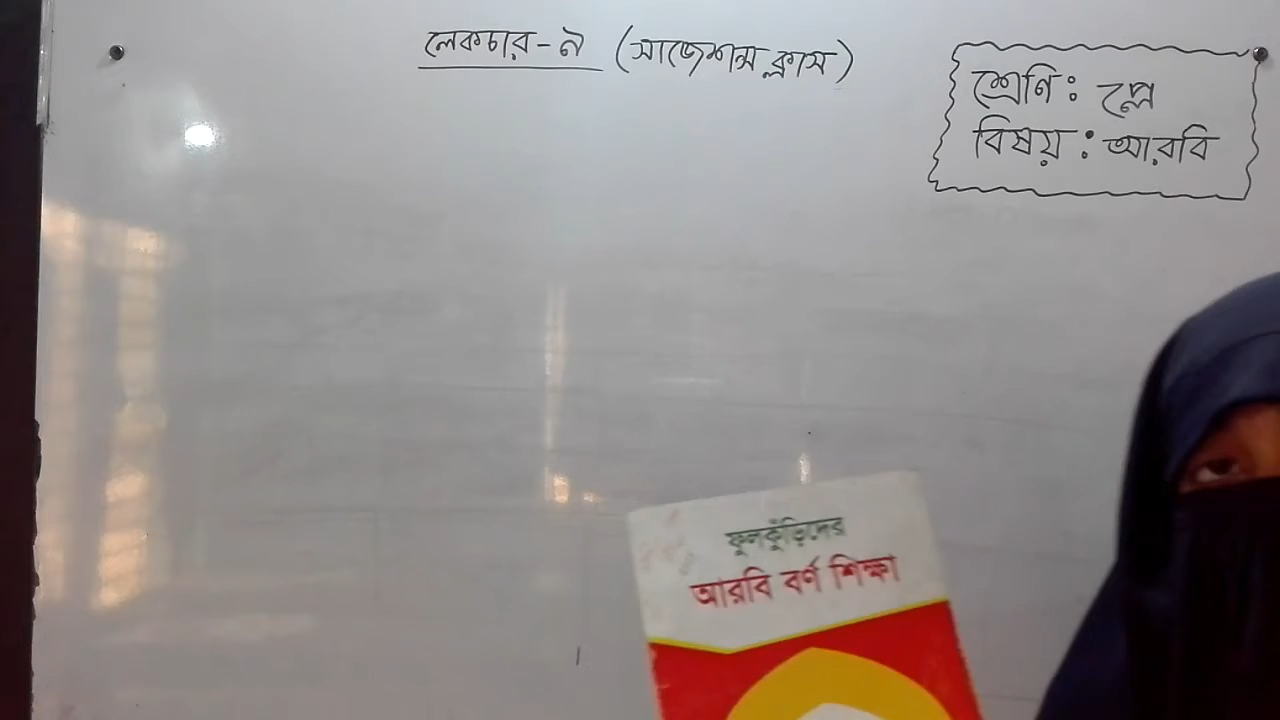 লেকচার-৯ (সাজেশন্স ক্লাস)
শ্রেণি: প্লে
বিষয়: আরবি
ফুলকুঁড়িদের
আরবি বর্ণ শিক্ষা